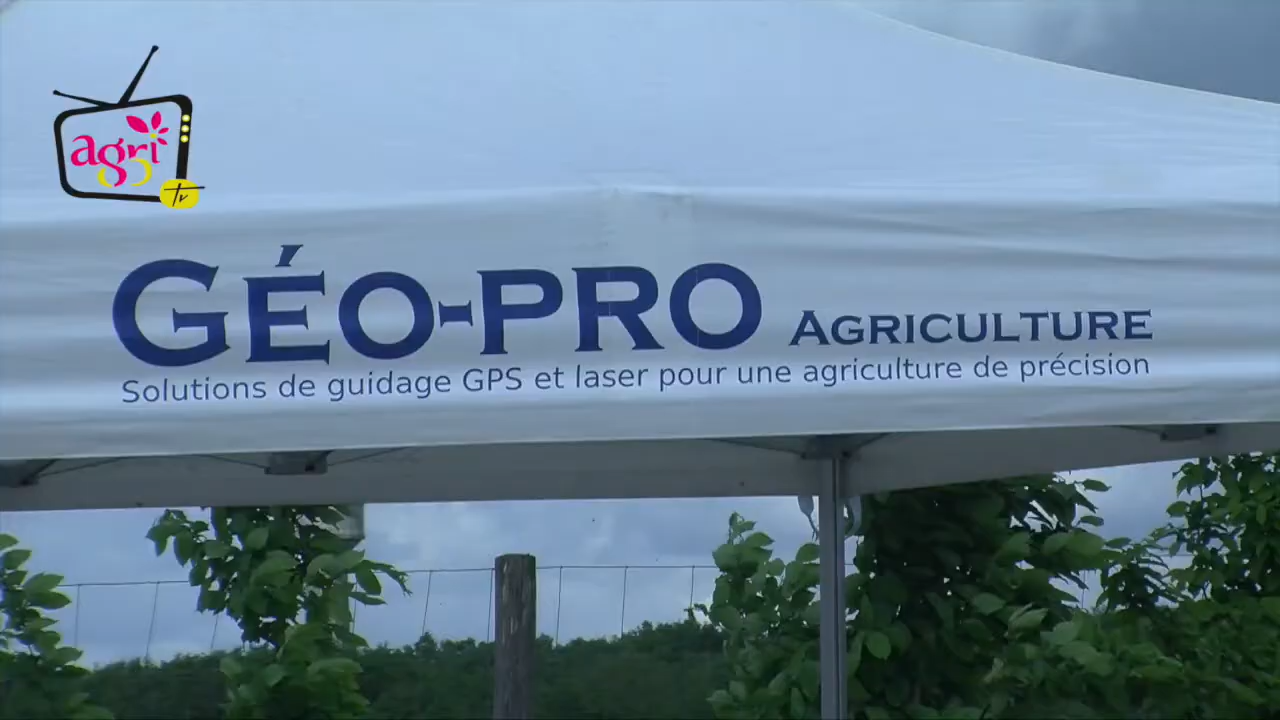 agri
tv
GÉO-PRO AGRICULTURE
Solutions de guidage GPS et laser pour une agriculture de précision